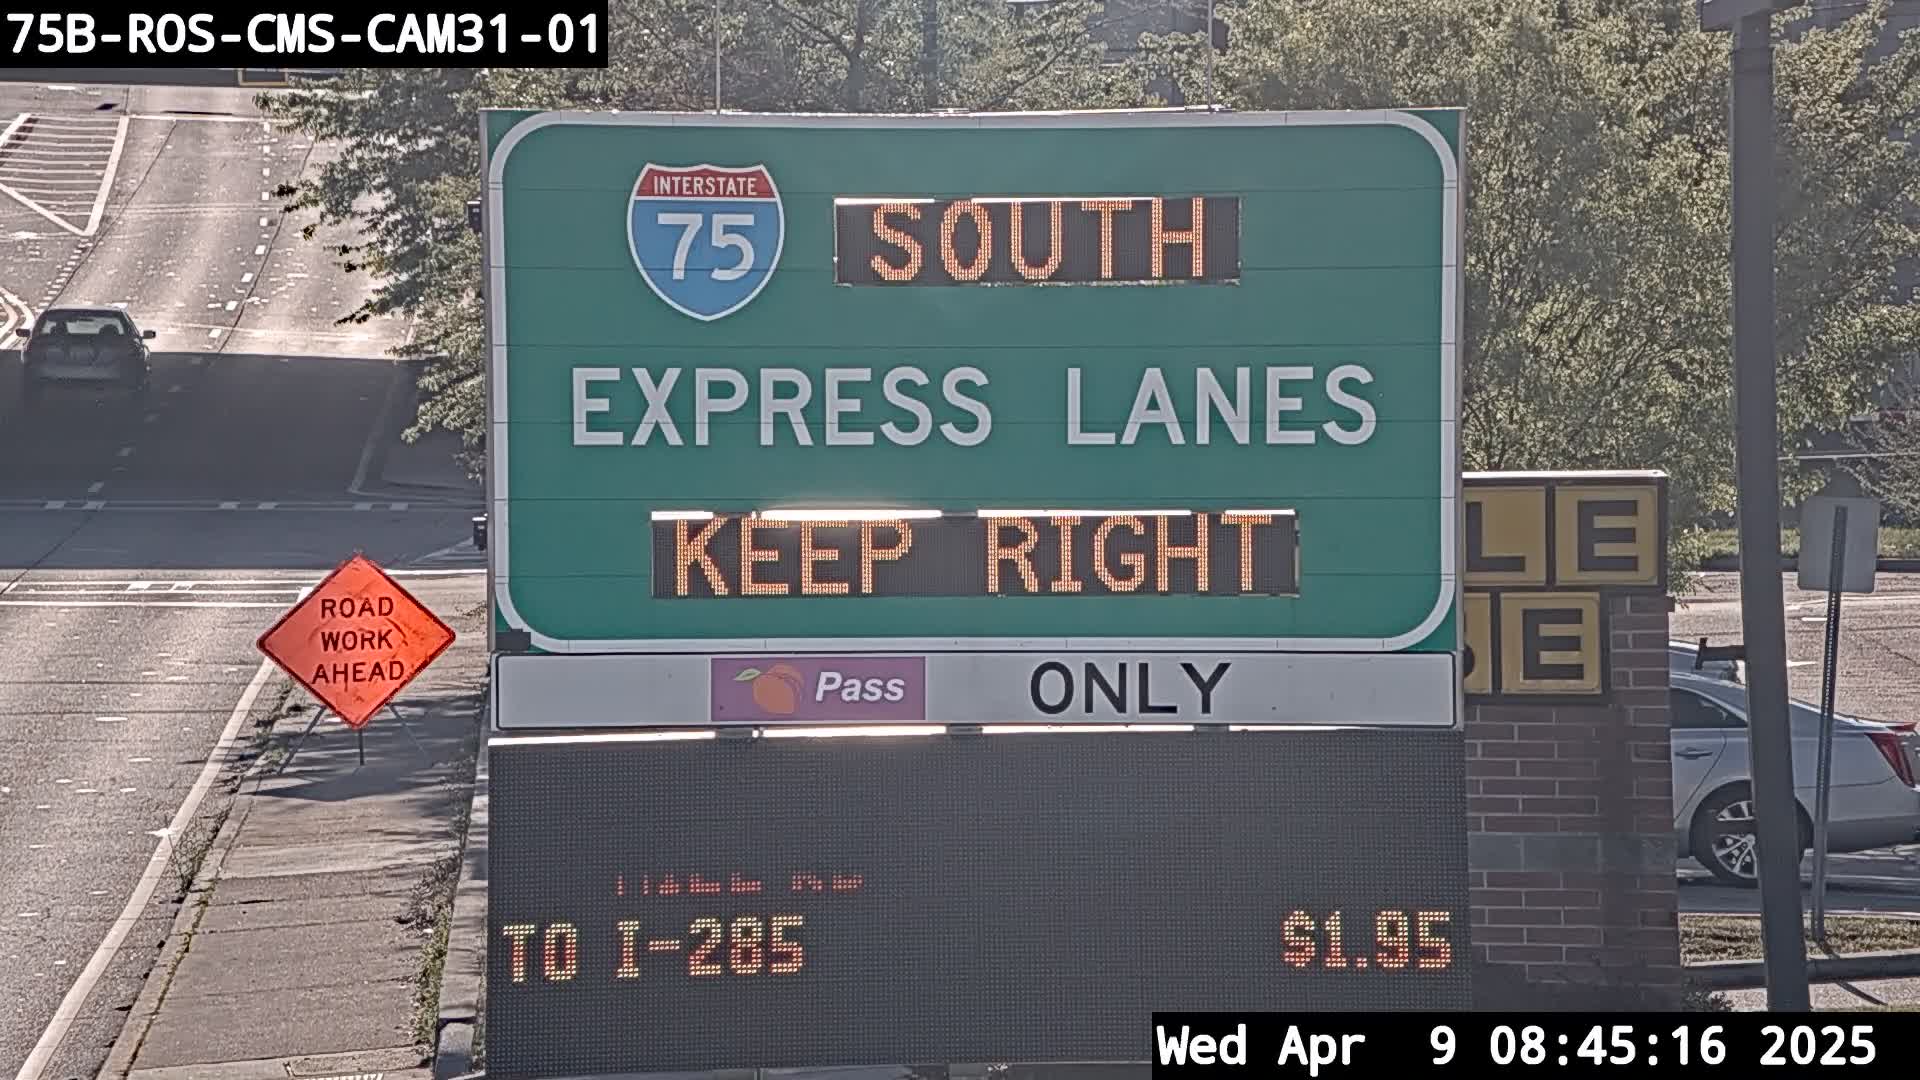 75B-ROS-CMS-CAM31-01
INTERSTATE
75
SOUTH
EXPRESS LANES
KEEP RIGHT
Pass ONLY
TO I-285 $1.95
ROAD
WORK
AHEAD
LE
E
Wed Apr 9 08:45:16 2025